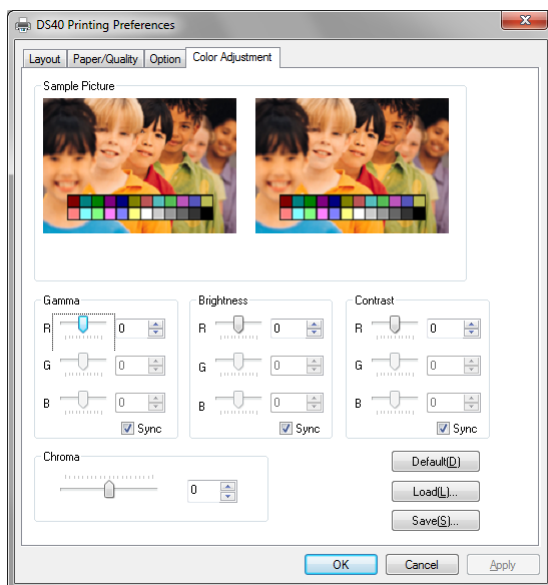 DS40 Printing Preferences
Layout Paper/Quality Option Color Adjustment
Sample Picture
Gamma Brightness Contrast
R 0 R 0 R 0
G 0 G 0 G 0
B 0 B 0 B 0
Sync Sync Sync
Chroma
0
Default(D)
Load(L)...
Save(S)...
OK Cancel Apply